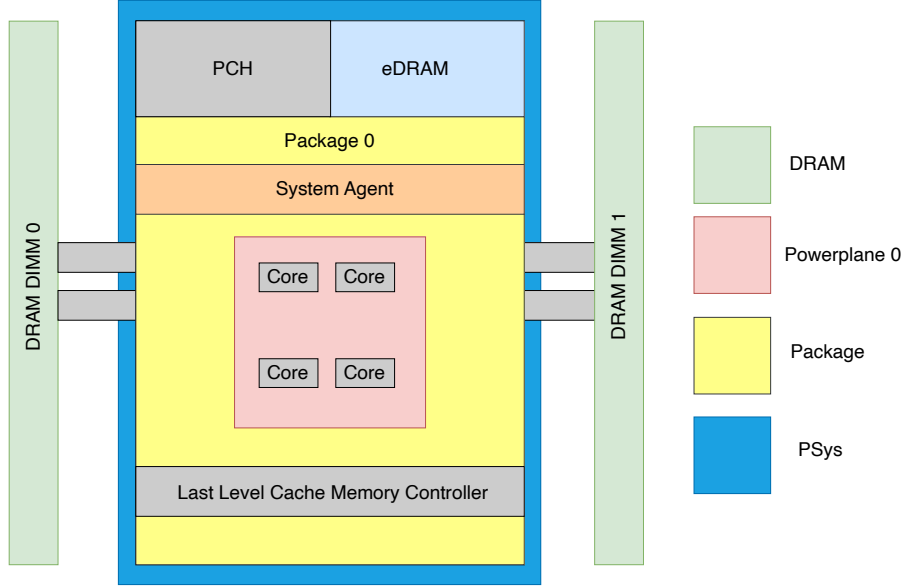 PCH
eDRAM
Package 0
System Agent
DRAM DIMM 0
Core
Core
Core
Core
DRAM DIMM 1
Last Level Cache Memory Controller
DRAM
Powerplane 0
Package
PSys